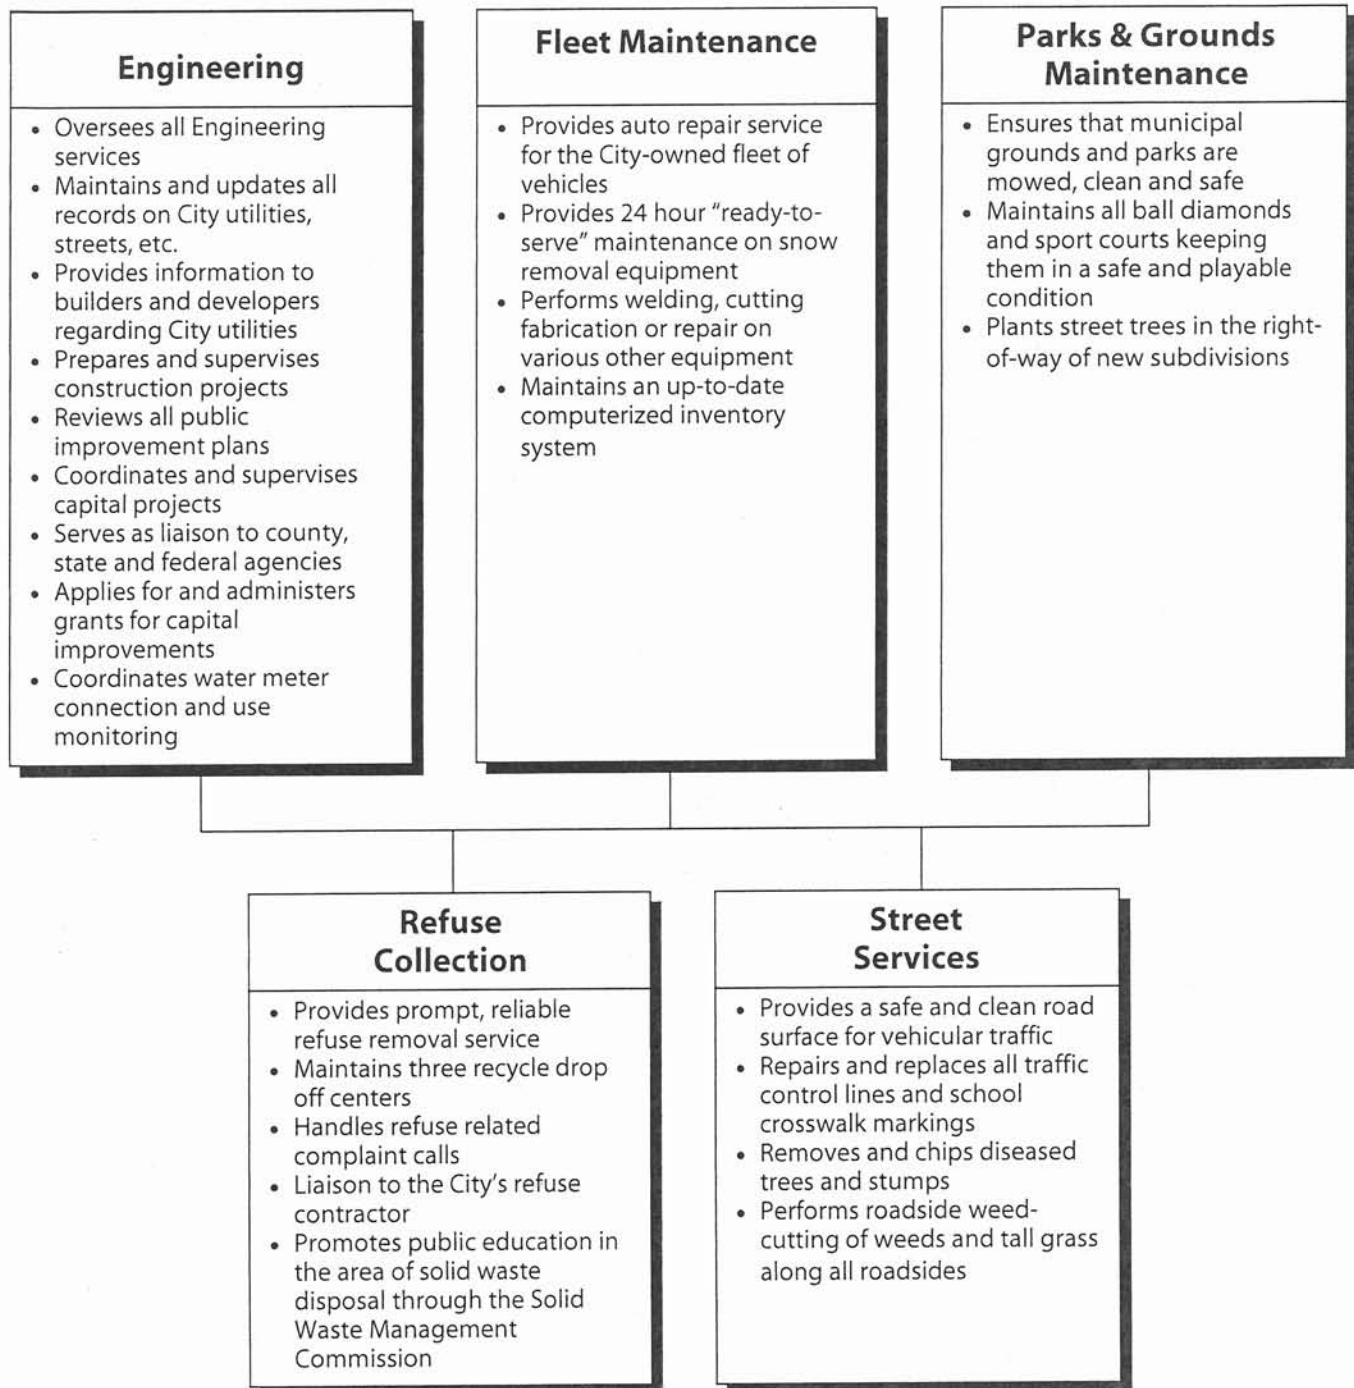 Engineering
• Oversees all Engineering
services
• Maintains and updates all
records on City utilities,
streets, etc.
• Provides information to
builders and developers
regarding City utilities
• Prepares and supervises
construction projects
• Reviews all public
improvement plans
• Coordinates and supervises
capital projects
• Serves as liaison to county,
state and federal agencies
• Applies for and administers
grants for capital
improvements
• Coordinates water meter
connection and use
monitoring
Fleet Maintenance
• Provides auto repair service
for the City-owned fleet of
vehicles
• Provides 24 hour “ready-to-
serve” maintenance on snow
removal equipment
• Performs welding, cutting
fabrication or repair on
various other equipment
• Maintains an up-to-date
computerized inventory
system
Parks & Grounds
Maintenance
• Ensures that municipal
grounds and parks are
mowed, clean and safe
• Maintains all ball diamonds
and sport courts keeping
them in a safe and playable
condition
• Plants street trees in the right-
of-way of new subdivisions
Refuse
Collection
• Provides prompt, reliable
refuse removal service
• Maintains three recycle drop
off centers
• Handles refuse related
complaint calls
• Liaison to the City’s refuse
contractor
• Promotes public education in
the area of solid waste
disposal through the Solid
Waste Management
Commission
Street
Services
• Provides a safe and clean road
surface for vehicular traffic
• Repairs and replaces all traffic
control lines and school
crosswalk markings
• Removes and chips diseased
trees and stumps
• Performs roadside weed-
cutting of weeds and tall grass
along all roadsides